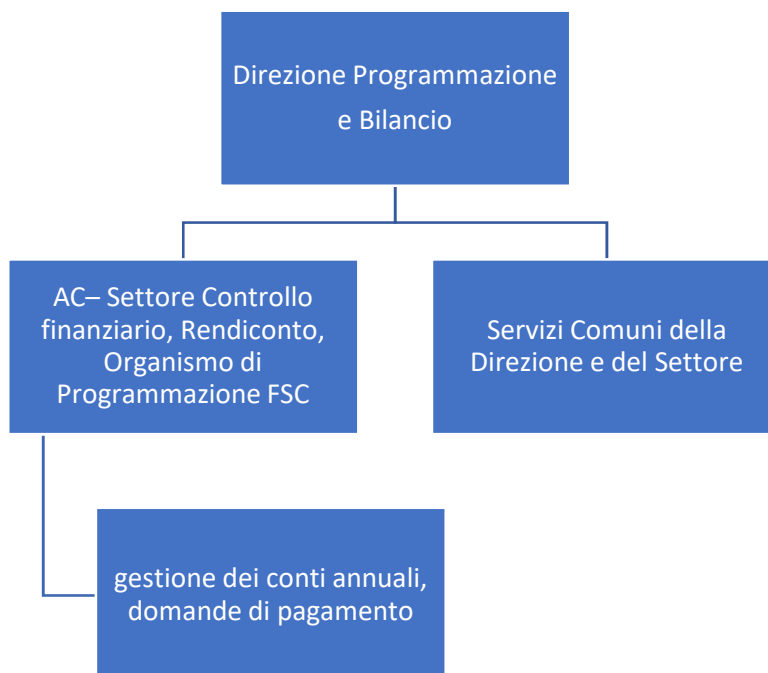 Direzione Programmazione
e Bilancio
AC– Settore Controllo
finanziario, Rendiconto,
Organismo di
Programmazione FSC
Servizi Comuni della
Direzione e del Settore
gestione dei conti annuali,
domande di pagamento